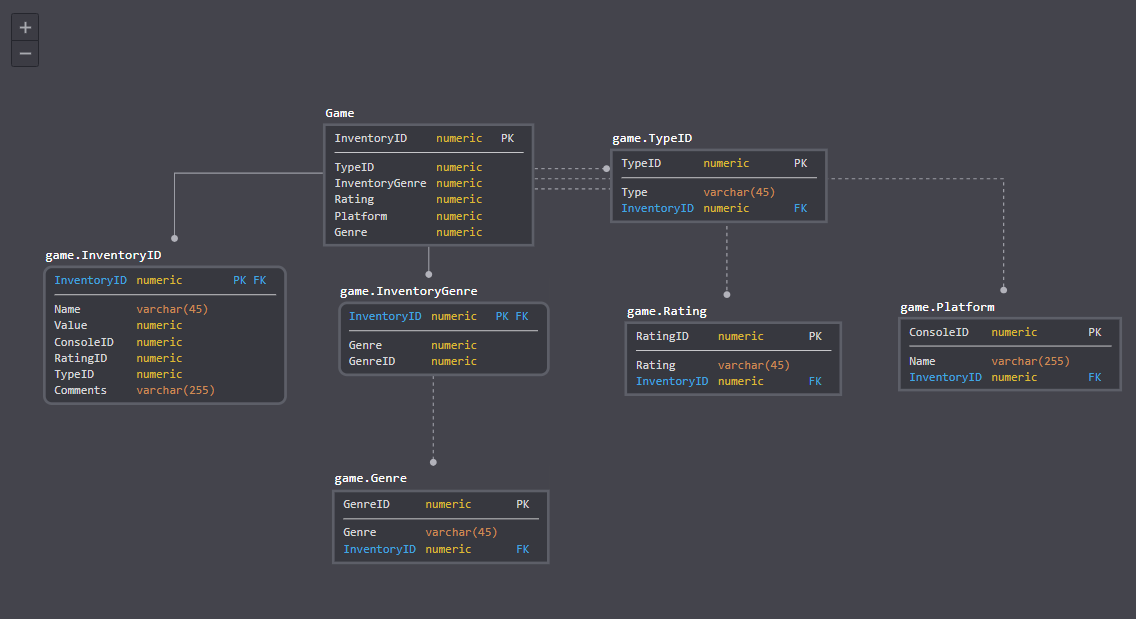 +
−
Game
InventoryID numeric PK
TypeID numeric
InventoryGenre numeric
Rating numeric
Platform numeric
Genre numeric
game.TypeID
TypeID numeric PK
Type varchar(45)
InventoryID numeric FK
game.InventoryID
InventoryID numeric PK FK
Name varchar(45)
Value numeric
ConsoleID numeric
RatingID numeric
TypeID numeric
Comments varchar(255)
game.InventoryGenre
InventoryID numeric PK FK
Genre numeric
GenreID numeric
game.Rating
RatingID numeric PK
Rating varchar(45)
InventoryID numeric FK
game.Platform
ConsoleID numeric PK
Name varchar(255)
InventoryID numeric FK
game.Genre
GenreID numeric PK
Genre varchar(45)
InventoryID numeric FK